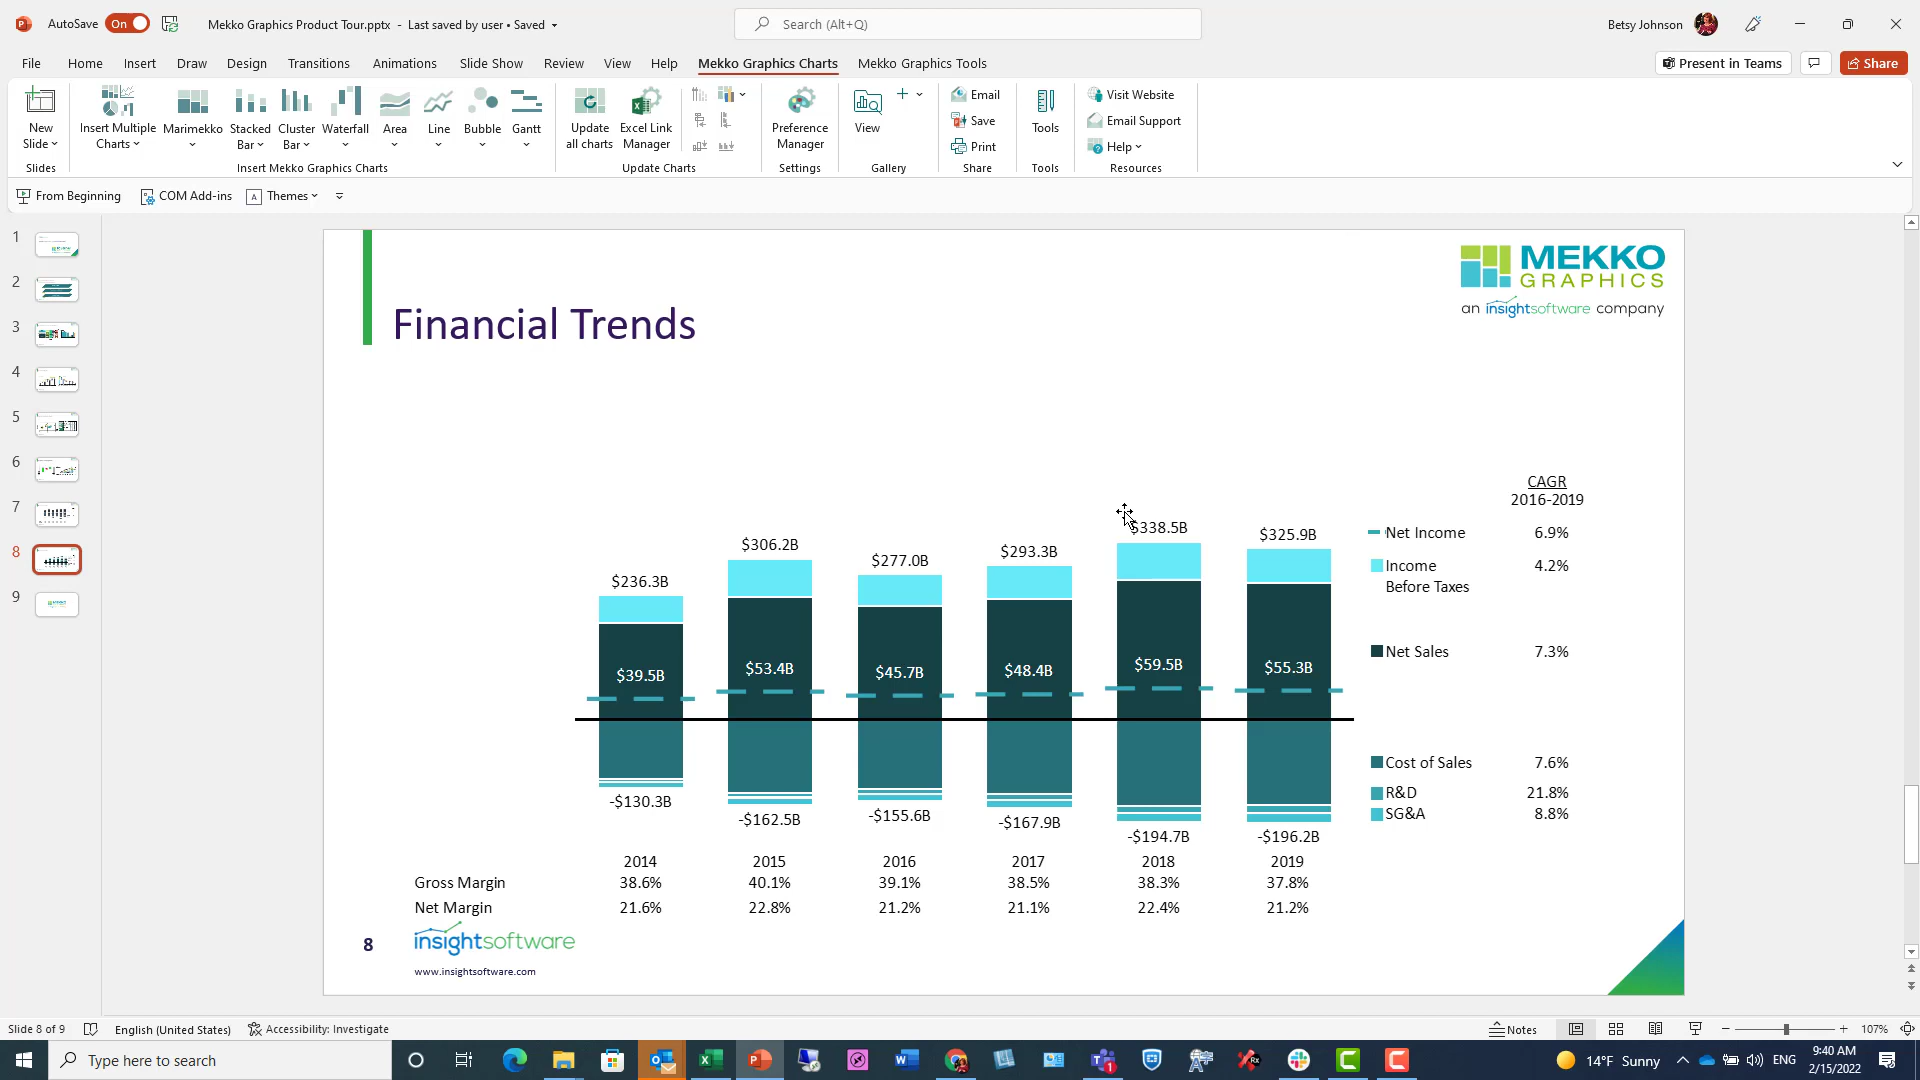 AutoSave On Mekko Graphics Product Tour.pptx - Last saved by user • Saved
Search (Alt+Q)
Betsy Johnson
File Home Insert Draw Design Transitions Animations Slide Show Review View Help Mekko Graphics Charts Mekko Graphics Tools
Present in Teams Share
New Slide
Slides
Insert Multiple Charts
Marimekko
Stacked Bar
Cluster Bar
Waterfall
Area
Line
Bubble
Gantt
Insert Mekko Graphics Charts
Update all charts
Excel Link Manager
Update Charts
Preference Manager
Settings
View
Gallery
Email
Save
Print
Share
Tools
Tools
Visit Website
Email Support
Help
Resources
From Beginning COM Add-ins Themes
1
2
3
4
5
6
7
8
9
MEKKO
GRAPHICS
an insightsoftware company
Financial Trends
CAGR
2016-2019
$236.3B $306.2B $277.0B $293.3B $338.5B $325.9B
Net Income 6.9%
Income Before Taxes 4.2%
$39.5B $53.4B $45.7B $48.4B $59.5B $55.3B
Net Sales 7.3%
Cost of Sales 7.6%
R&D 21.8%
SG&A 8.8%
-$130.3B -$162.5B -$155.6B -$167.9B -$194.7B -$196.2B
2014 2015 2016 2017 2018 2019
Gross Margin 38.6% 40.1% 39.1% 38.5% 38.3% 37.8%
Net Margin 21.6% 22.8% 21.2% 21.1% 22.4% 21.2%
8 insightsoftware
www.insightsoftware.com
Slide 8 of 9 English (United States) Accessibility: Investigate Notes 107%
Type here to search
14°F Sunny ENG
9:40 AM
2/15/2022